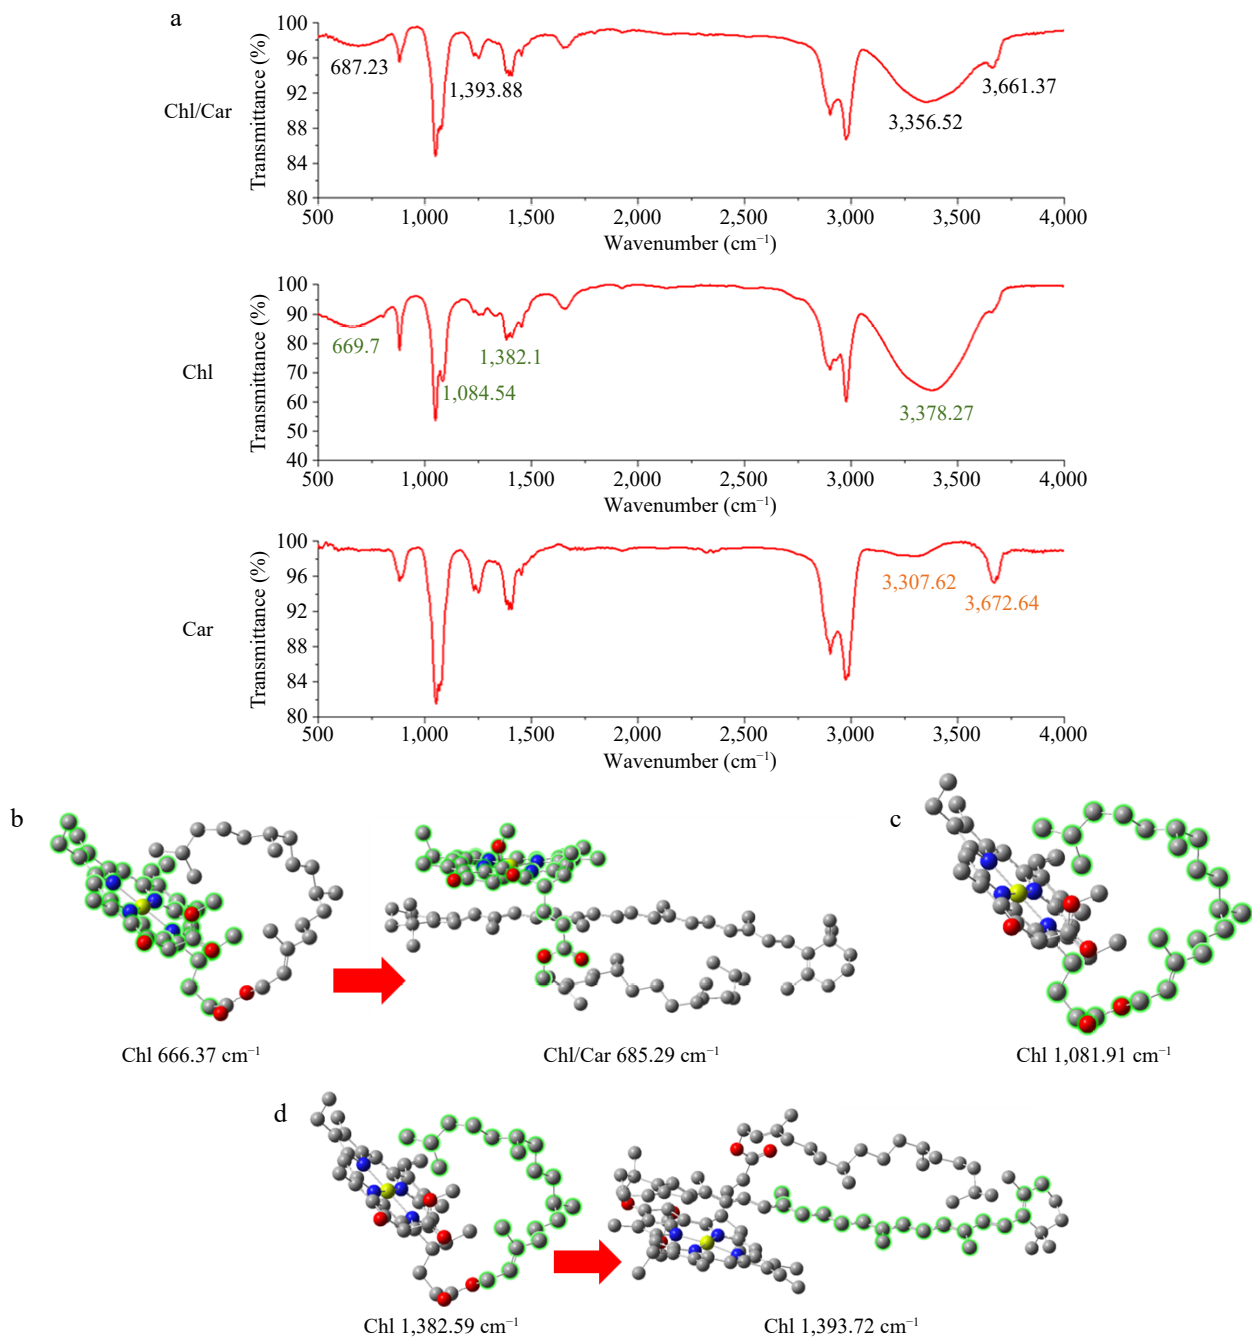 a
Chl/Car
Transmittance (%)
100
96
92
88
84
80
687.23
1,393.88
3,356.52
3,661.37
500 1,000 1,500 2,000 2,500 3,000 3,500 4,000
Wavenumber (cm⁻¹)
Chl
Transmittance (%)
100
90
80
70
60
50
40
669.7
1,084.54
1,382.1
3,378.27
500 1,000 1,500 2,000 2,500 3,000 3,500 4,000
Wavenumber (cm⁻¹)
Car
Transmittance (%)
100
96
92
88
84
80
3,307.62
3,672.64
500 1,000 1,500 2,000 2,500 3,000 3,500 4,000
Wavenumber (cm⁻¹)
b
Chl 666.37 cm⁻¹
Chl/Car 685.29 cm⁻¹
c
Chl 1,081.91 cm⁻¹
d
Chl 1,382.59 cm⁻¹
Chl 1,393.72 cm⁻¹